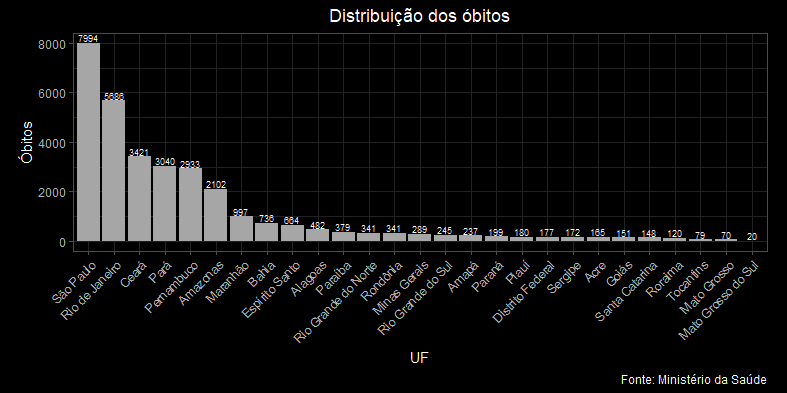 Distribuição dos óbitos
Óbitos
8000
6000
4000
2000
0
7994
5686
3421
3040
2933
2102
997
736
664
482
379
341
341
289
245
237
199
180
177
172
165
151
148
120
79
70
20
São Paulo
Rio de Janeiro
Ceará
Pará
Pernambuco
Amazonas
Maranhão
Bahia
Espírito Santo
Alagoas
Paraíba
Rio Grande do Norte
Rondônia
Minas Gerais
Rio Grande do Sul
Amapá
Paraná
Piauí
Distrito Federal
Sergipe
Acre
Goiás
Santa Catarina
Roraima
Tocantins
Mato Grosso
Mato Grosso do Sul
UF
Fonte: Ministério da Saúde